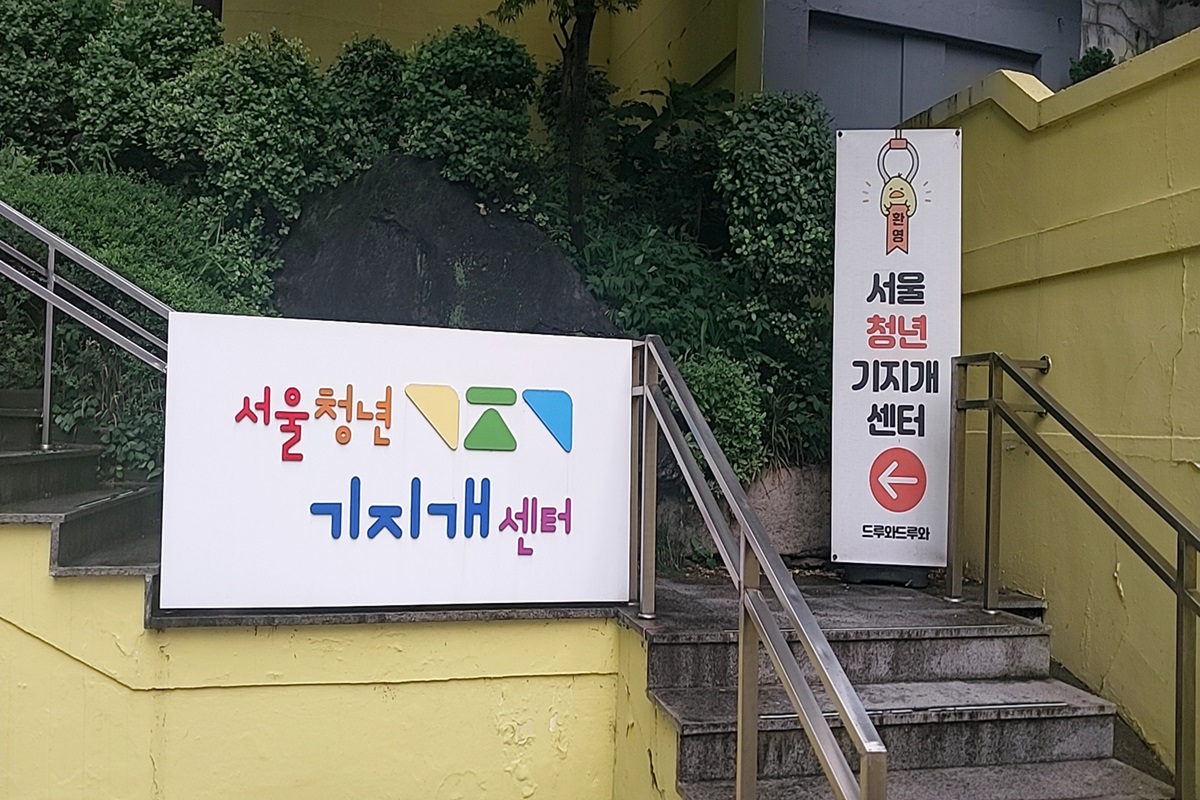 서울청년
기지개센터
환영
서울
청년
기지개
센터
드루와드루와